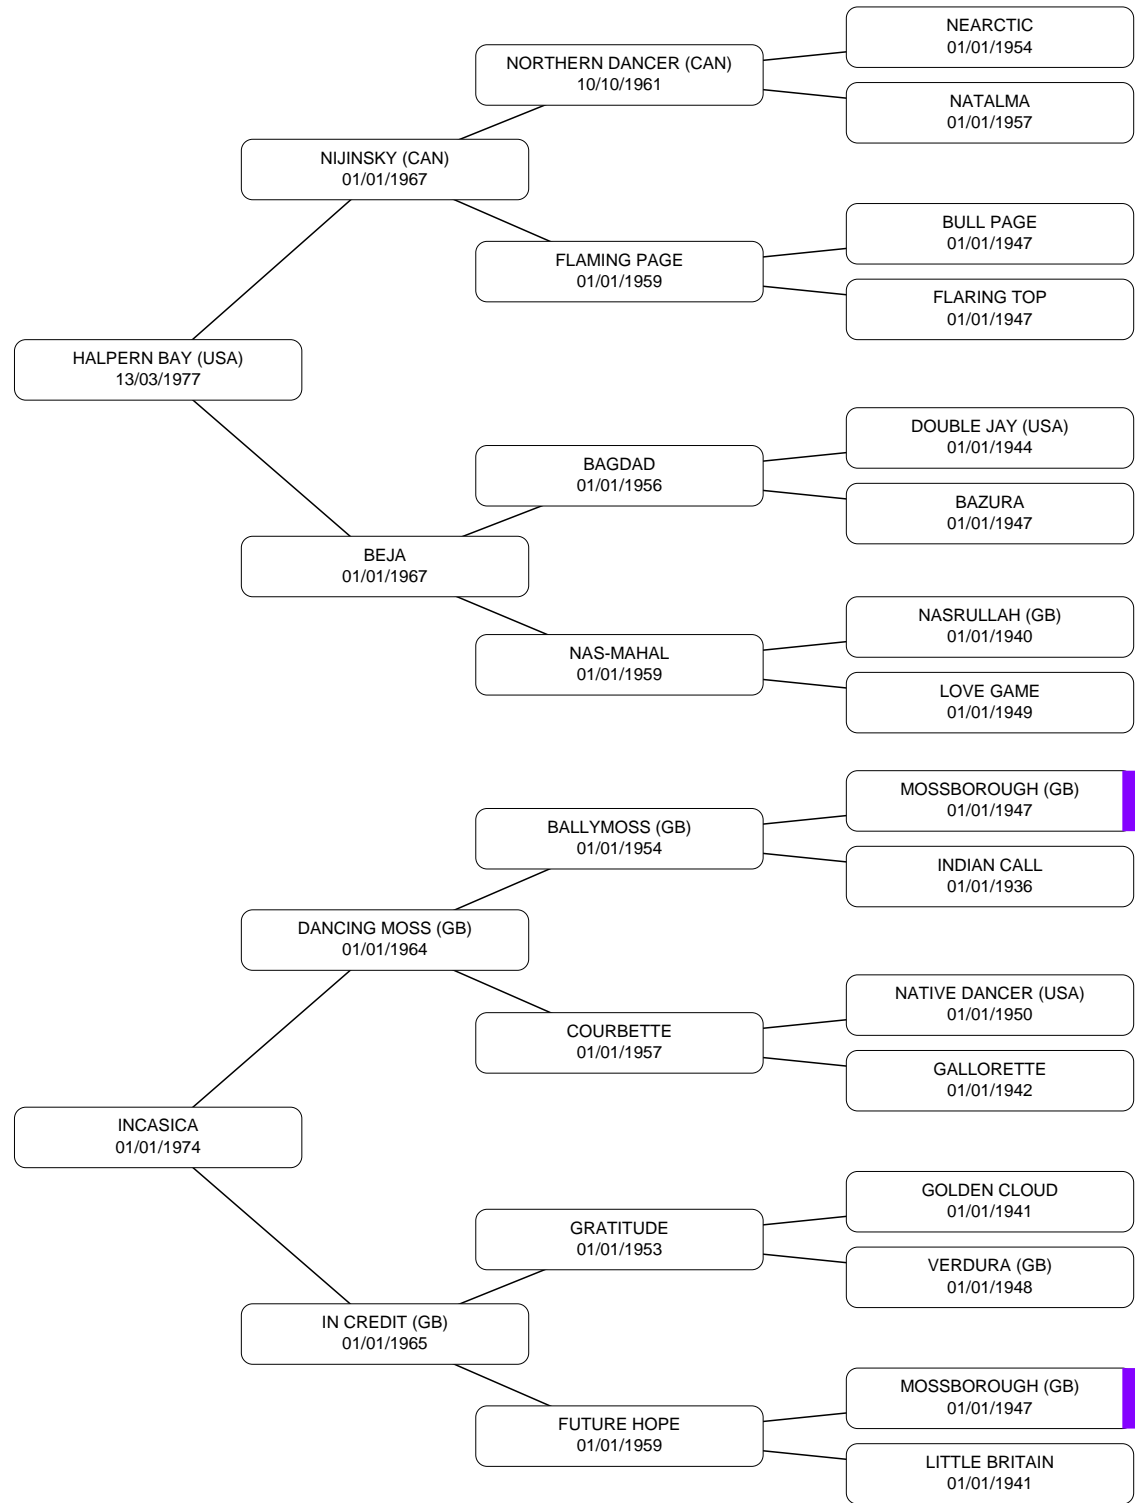 NEARCTIC
01/01/1954
NORTHERN DANCER (CAN)
10/10/1961
NATALMA
01/01/1957
NIJINSKY (CAN)
01/01/1967
BULL PAGE
01/01/1947
FLAMING PAGE
01/01/1959
FLARING TOP
01/01/1947
HALPERN BAY (USA)
13/03/1977
DOUBLE JAY (USA)
01/01/1944
BAGDAD
01/01/1956
BAZURA
01/01/1947
BEJA
01/01/1967
NASRULLAH (GB)
01/01/1940
NAS-MAHAL
01/01/1959
LOVE GAME
01/01/1949
MOSSBOROUGH (GB)
01/01/1947
BALLYMOSS (GB)
01/01/1954
INDIAN CALL
01/01/1936
DANCING MOSS (GB)
01/01/1964
NATIVE DANCER (USA)
01/01/1950
COURBETTE
01/01/1957
GALLORETTE
01/01/1942
INCASICA
01/01/1974
GOLDEN CLOUD
01/01/1941
GRATITUDE
01/01/1953
VERDURA (GB)
01/01/1948
IN CREDIT (GB)
01/01/1965
MOSSBOROUGH (GB)
01/01/1947
FUTURE HOPE
01/01/1959
LITTLE BRITAIN
01/01/1941